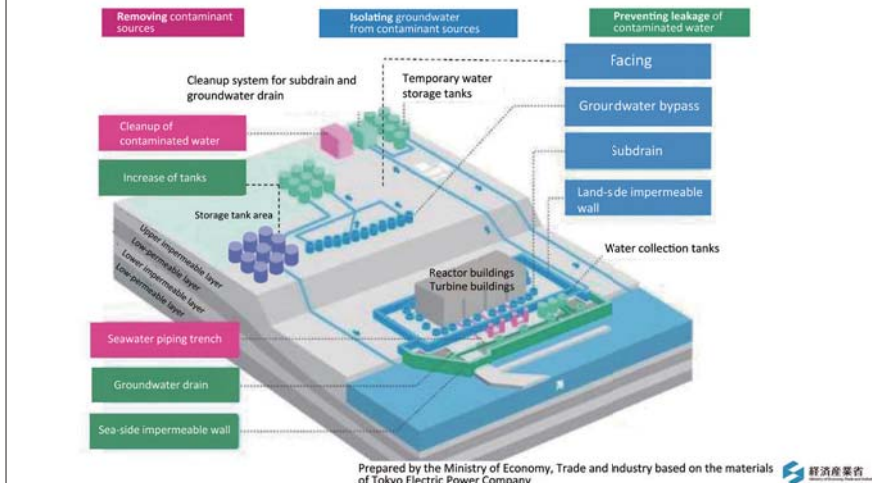 Removing contaminant
sources
Isolating groundwater
from contaminant sources
Preventing leakage of
contaminated water
Facing
Cleanup system for subdrain and
groundwater drain
Temporary water
storage tanks
Groundwater bypass
Cleanup of
contaminated water
Subdrain
Increase of tanks
Land-side impermeable
wall
Storage tank area
Water collection tanks
Upper impermeable layer
Low-permeable layer
Lower impermeable layer
Low-permeable layer
Reactor buildings
Turbine buildings
Seawater piping trench
Groundwater drain
Sea-side impermeable wall
Prepared by the Ministry of Economy, Trade and Industry based on the materials
of Tokyo Electric Power Company
経済産業省